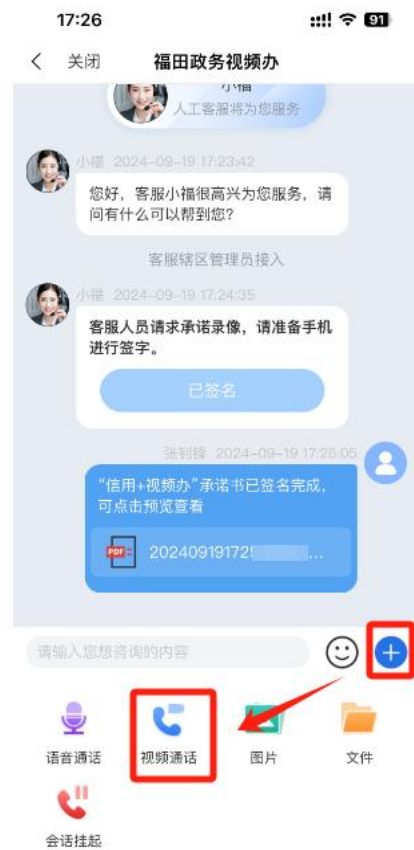 17:26
91
关闭
福田政务视频办
小福
人工客服将为您服务
小福 2024-09-19 17:23:42
您好，客服小福很高兴为您服务，请
问有什么可以帮到您？
客服辖区管理员接入
小福 2024-09-19 17:24:35
客服人员请求承诺录像，请准备手机
进行签字。
已签名
张钊锋 2024-09-19 17:26:05
“信用+视频办”承诺书已签名完成，
可点击预览查看
PDF
20240919172 ...
请输入您想咨询的内容
语音通话
视频通话
图片
文件
会话挂起